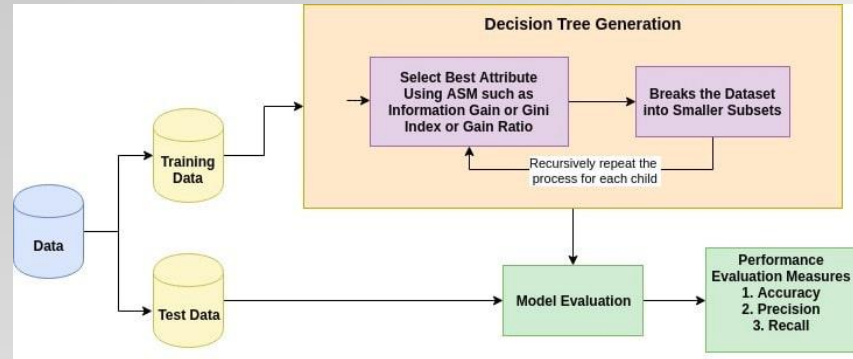 Decision Tree Generation
Select Best Attribute
Using ASM such as
Information Gain or Gini
Index or Gain Ratio
Breaks the Dataset
into Smaller Subsets
Recursively repeat the
process for each child
Training
Data
Data
Test Data
Model Evaluation
Performance
Evaluation Measures
1. Accuracy
2. Precision
3. Recall